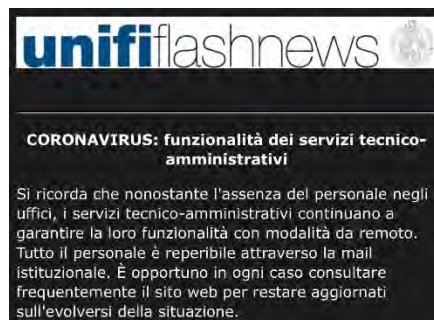 unififlashnews
CORONAVIRUS: funzionalità dei servizi tecnico-
amministrativi
Si ricorda che nonostante l'assenza del personale negli
uffici, i servizi tecnico-amministrativi continuano a
garantire la loro funzionalità con modalità da remoto.
Tutto il personale è reperibile attraverso la mail
istituzionale. È opportuno in ogni caso consultare
frequentemente il sito web per restare aggiornati
sull'evolversi della situazione.